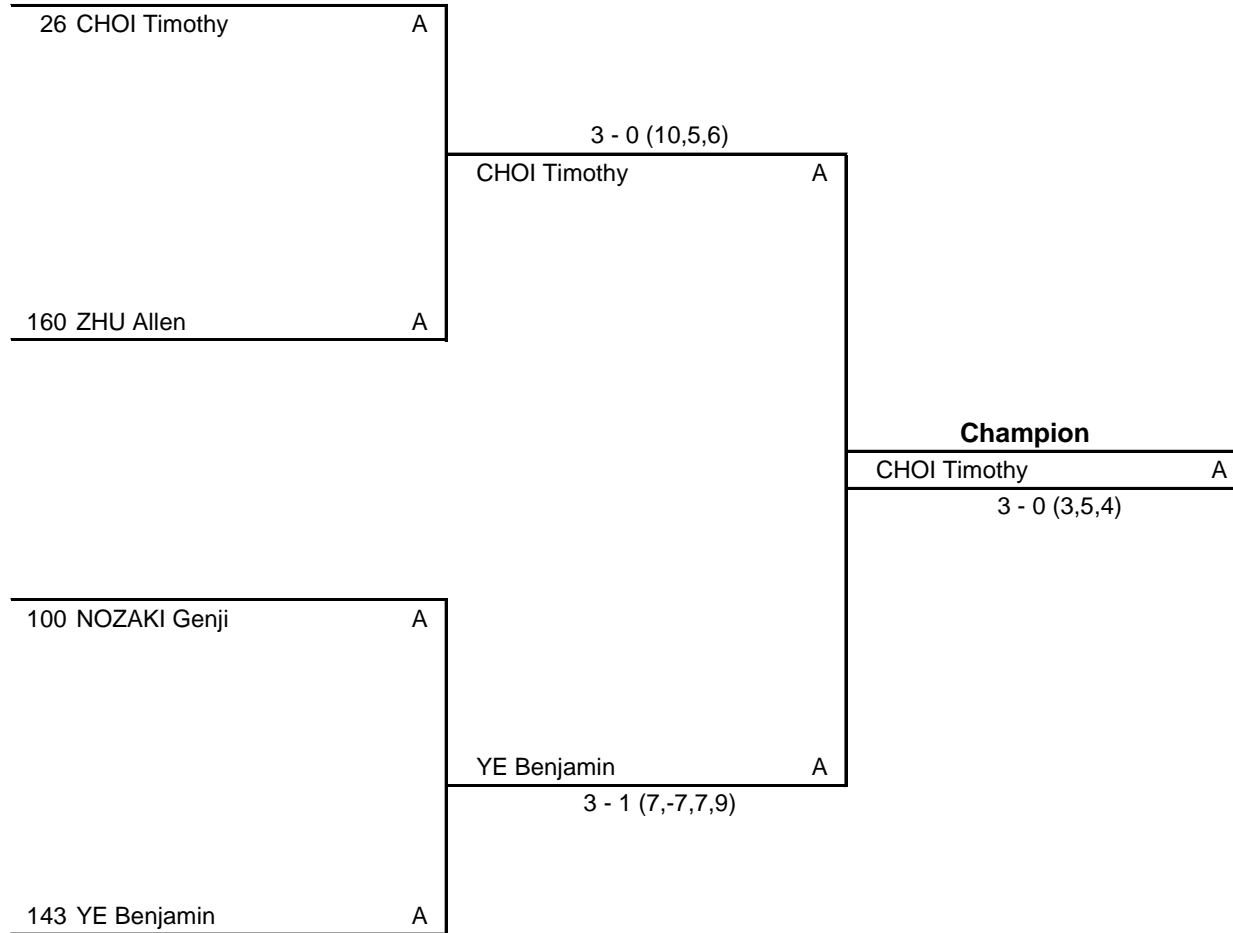 26 CHOI Timothy A
3 - 0 (10,5,6)
CHOI Timothy A
160 ZHU Allen A
Champion
CHOI Timothy A
3 - 0 (3,5,4)
100 NOZAKI Genji A
YE Benjamin A
3 - 1 (7,-7,7,9)
143 YE Benjamin A